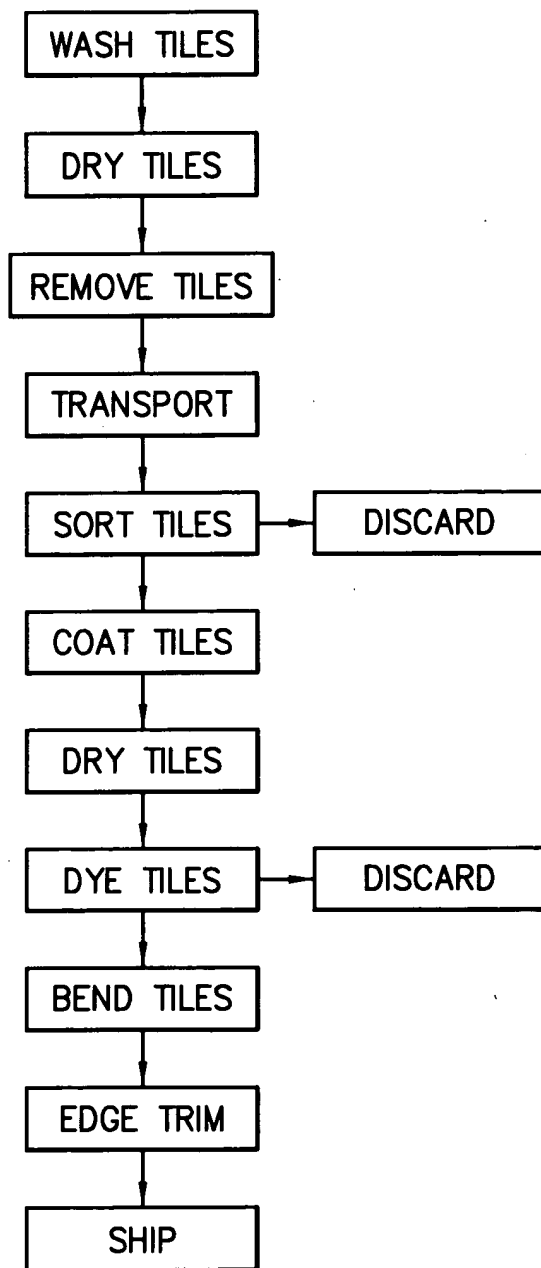 WASH TILES
DRY TILES
REMOVE TILES
TRANSPORT
SORT TILES
DISCARD
COAT TILES
DRY TILES
DYE TILES
DISCARD
BEND TILES
EDGE TRIM
SHIP